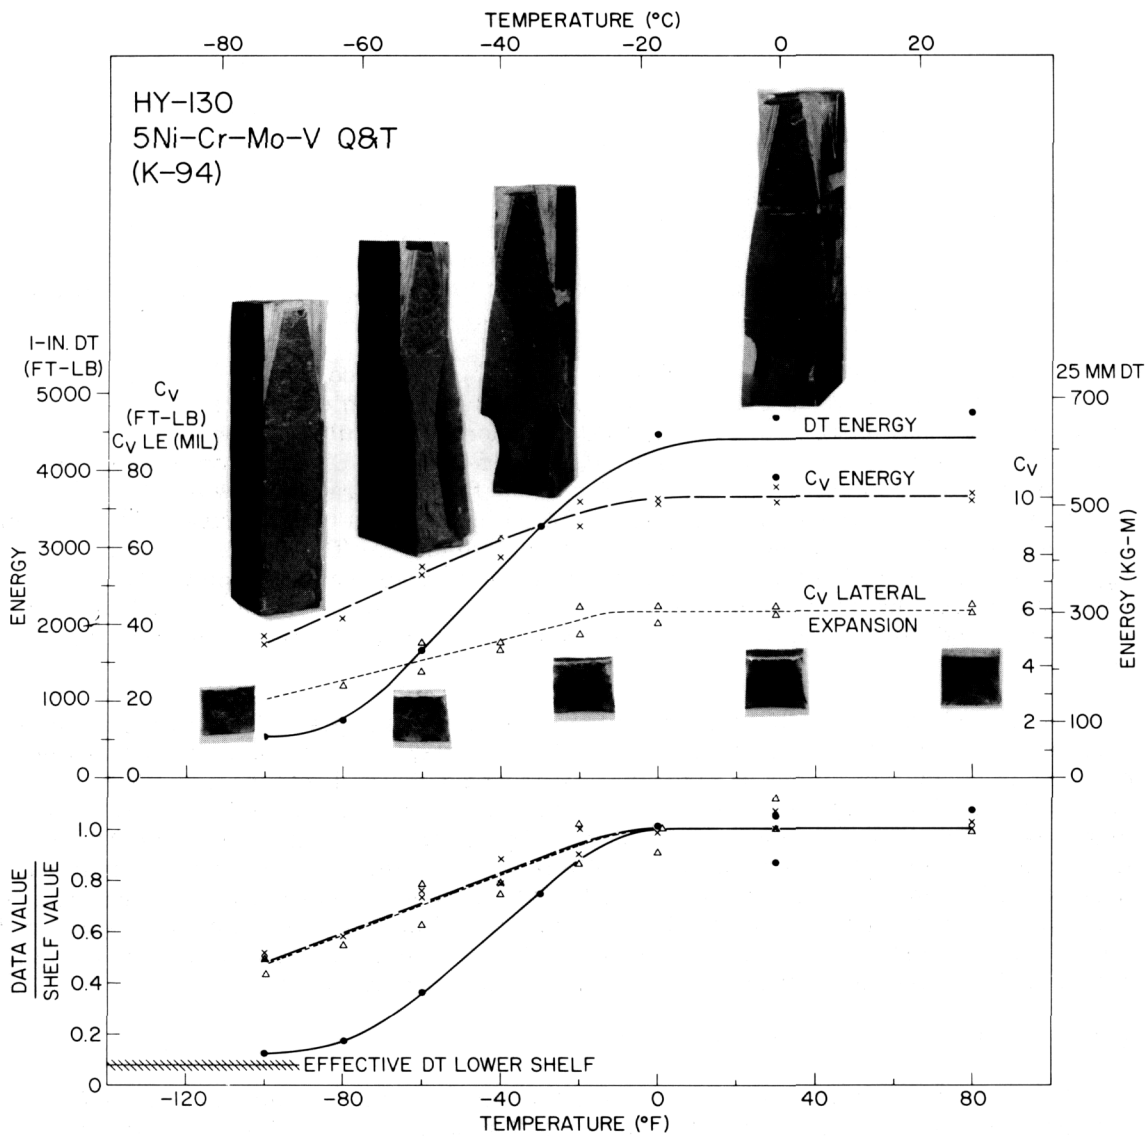 TEMPERATURE (°C)
-80 -60 -40 -20 0 20
HY-130
5Ni-Cr-Mo-V Q&T
(K-94)
1-IN. DT
(FT-LB)
25 MM DT
5000
700
CV
(FT-LB)
CV LE (MIL)
DT ENERGY
4000 80
CV
CV ENERGY
10
500
3000 60
8
ENERGY
ENERGY (KG-M)
2000 40
6 300
CV LATERAL
EXPANSION
4
1000 20
2 100
0 0
0
1.0
0.8
0.6
0.4
0.2
0
DATA VALUE
SHELF VALUE
EFFECTIVE DT LOWER SHELF
-120 -80 -40 0 40 80
TEMPERATURE (°F)